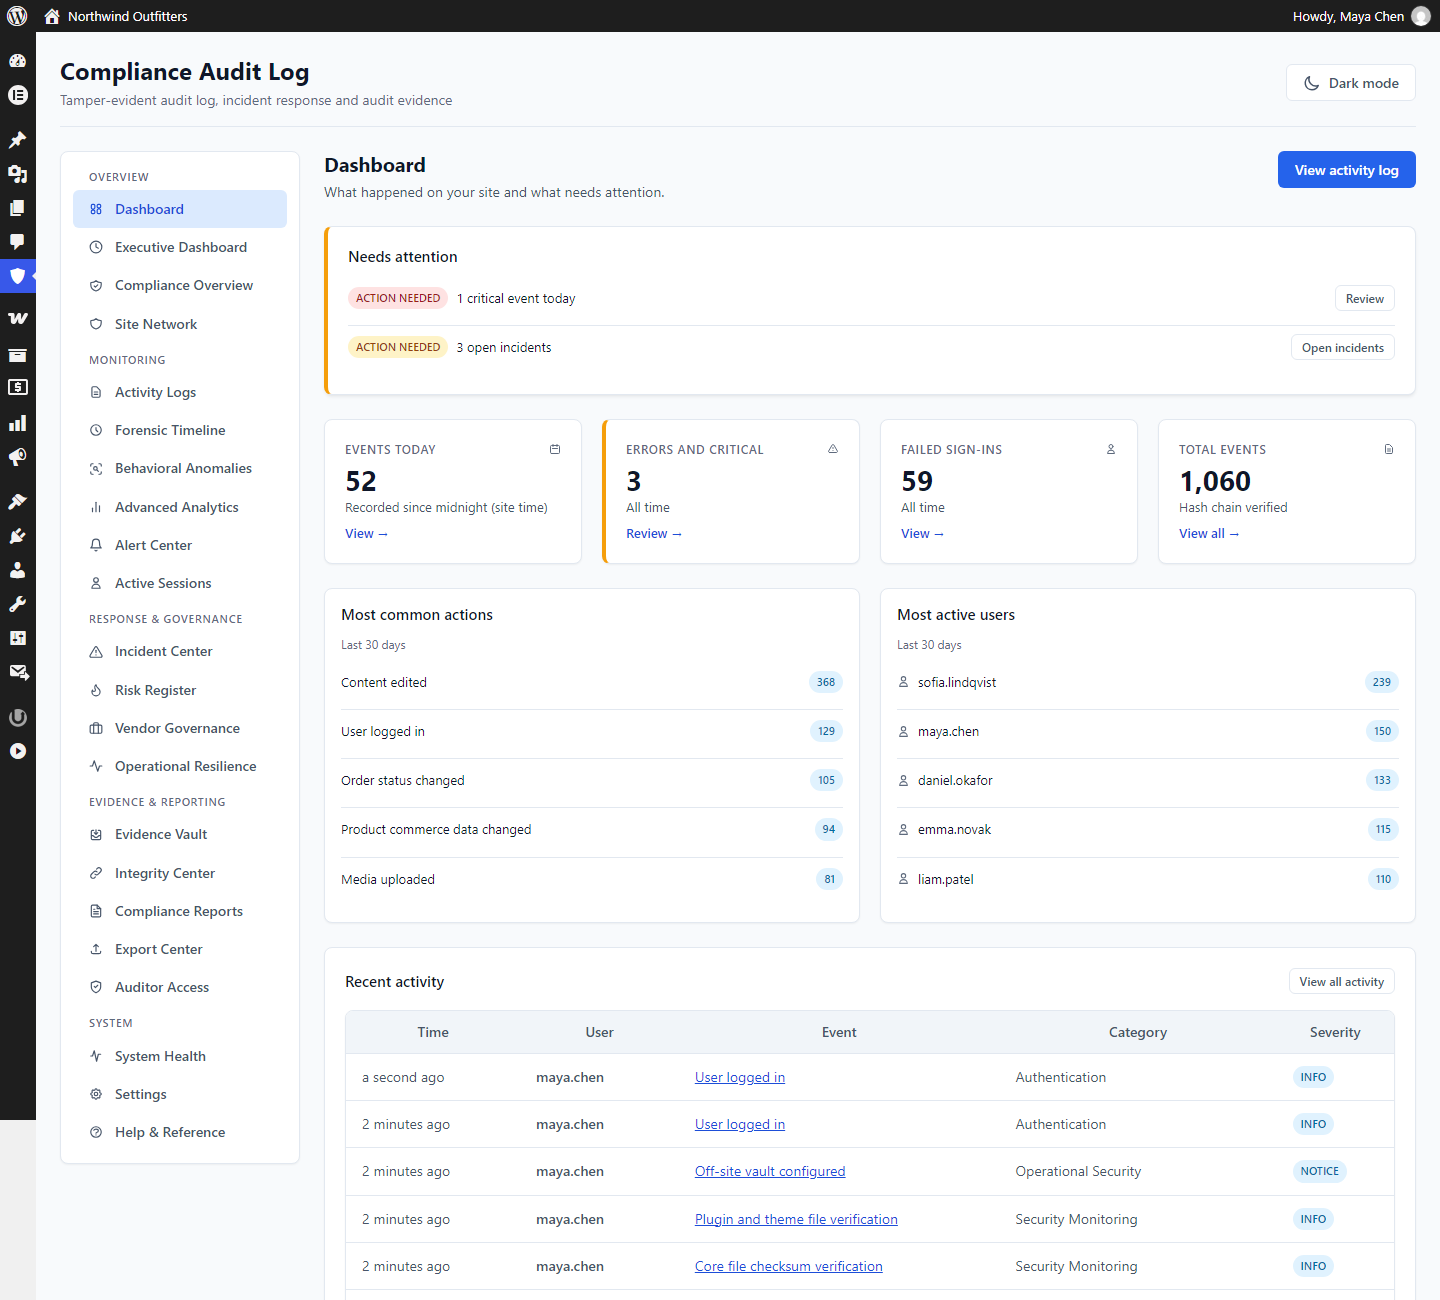 Northwind Outfitters
Howdy, Maya Chen
Compliance Audit Log
Tamper-evident audit log, incident response and audit evidence
Dark mode
OVERVIEW
Dashboard
Executive Dashboard
Compliance Overview
Site Network
MONITORING
Activity Logs
Forensic Timeline
Behavioral Anomalies
Advanced Analytics
Alert Center
Active Sessions
RESPONSE & GOVERNANCE
Incident Center
Risk Register
Vendor Governance
Operational Resilience
EVIDENCE & REPORTING
Evidence Vault
Integrity Center
Compliance Reports
Export Center
Auditor Access
SYSTEM
System Health
Settings
Help & Reference
Dashboard
What happened on your site and what needs attention.
View activity log
Needs attention
ACTION NEEDED 1 critical event today Review
ACTION NEEDED 3 open incidents Open incidents
EVENTS TODAY
52
Recorded since midnight (site time)
View →
ERRORS AND CRITICAL
3
All time
Review →
FAILED SIGN-INS
59
All time
View →
TOTAL EVENTS
1,060
Hash chain verified
View all →
Most common actions
Last 30 days
Content edited 368
User logged in 129
Order status changed 105
Product commerce data changed 94
Media uploaded 81
Most active users
Last 30 days
sofia.lindqvist 239
maya.chen 150
daniel.okafor 133
emma.novak 115
liam.patel 110
Recent activity
View all activity
Time User Event Category Severity
a second ago maya.chen User logged in Authentication INFO
2 minutes ago maya.chen User logged in Authentication INFO
2 minutes ago maya.chen Off-site vault configured Operational Security NOTICE
2 minutes ago maya.chen Plugin and theme file verification Security Monitoring INFO
2 minutes ago maya.chen Core file checksum verification Security Monitoring INFO